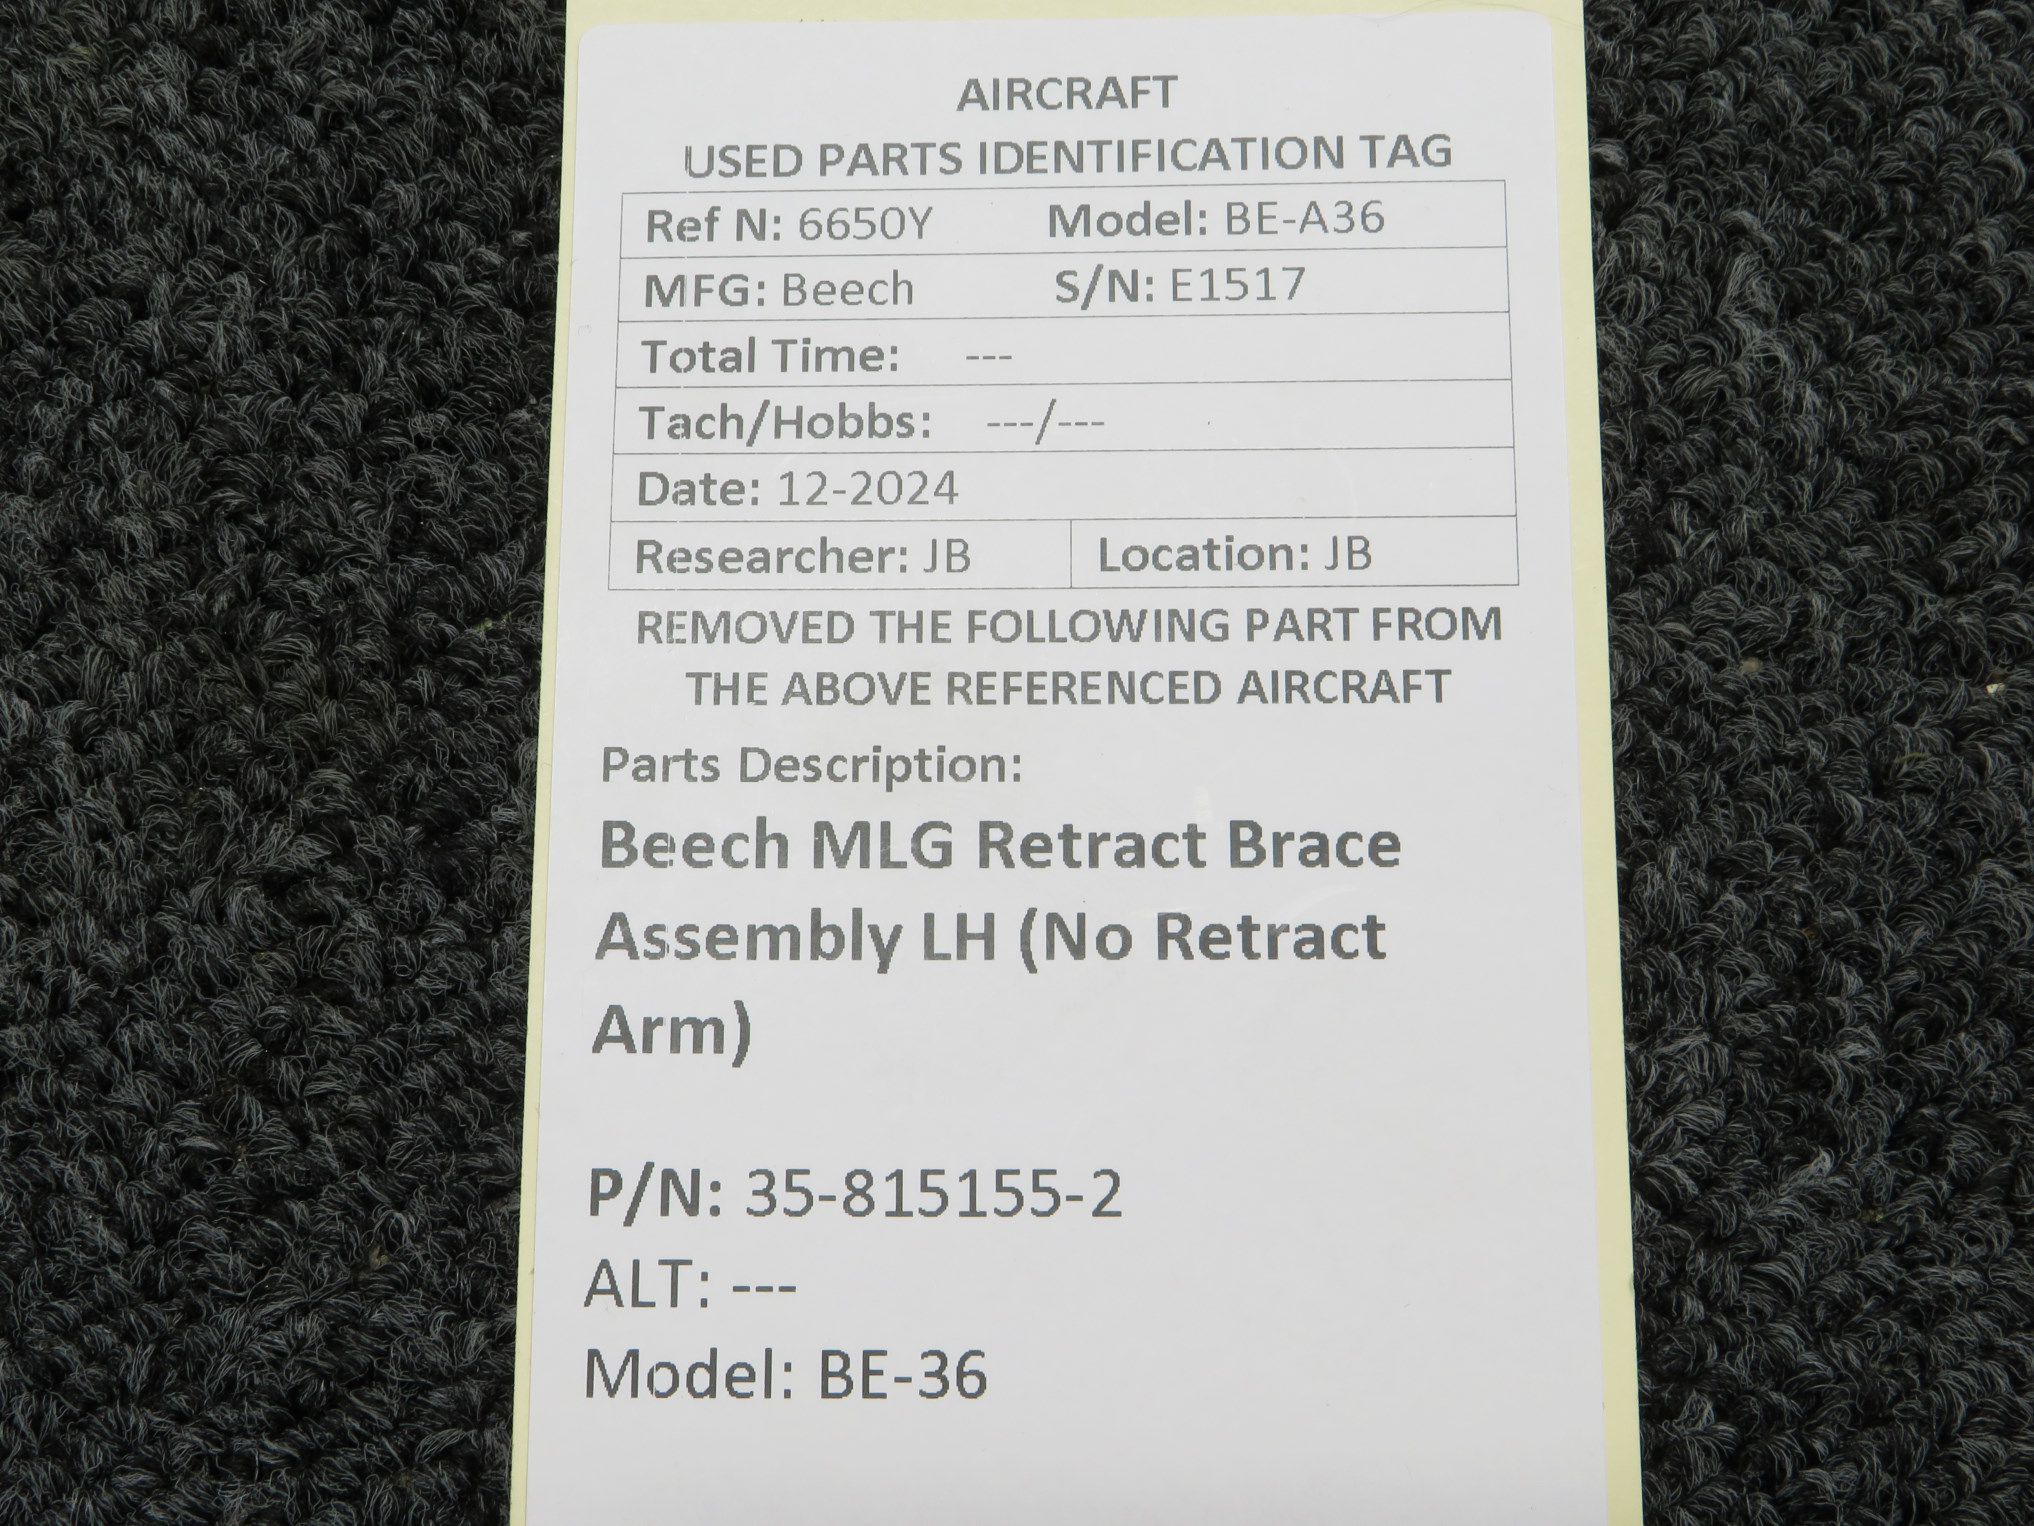 AIRCRAFT
USED PARTS IDENTIFICATION TAG
Ref N: 6650Y Model: BE-A36
MFG: Beech S/N: E1517
Total Time: ---
Tach/Hobbs: ---/---
Date: 12-2024
Researcher: JB Location: JB
REMOVED THE FOLLOWING PART FROM
THE ABOVE REFERENCED AIRCRAFT
Parts Description:
Beech MLG Retract Brace
Assembly LH (No Retract
Arm)
P/N: 35-815155-2
ALT: ---
Model: BE-36